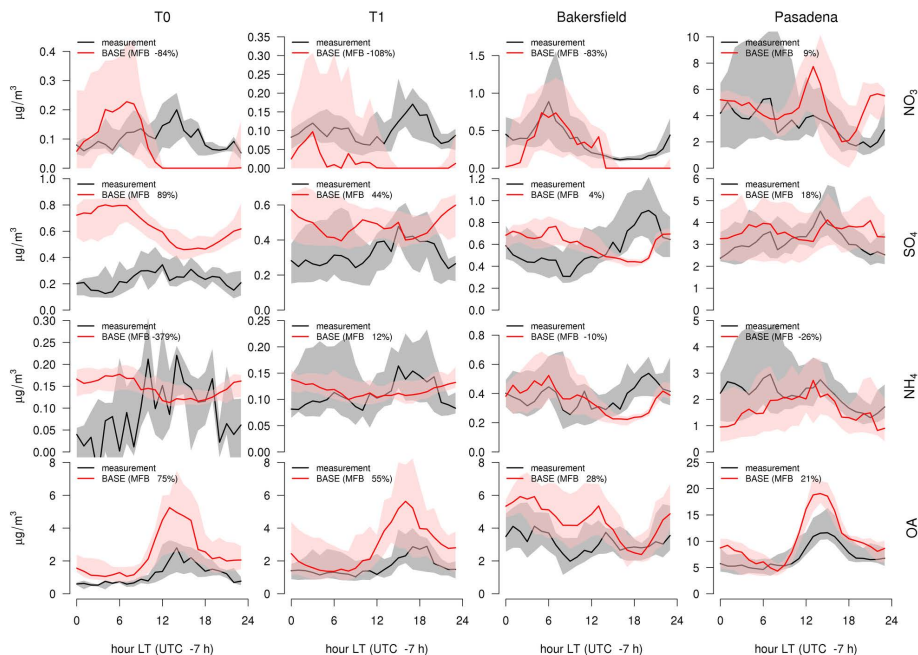 T0 T1 Bakersfield Pasadena
measurement
BASE (MFB -84%)
measurement
BASE (MFB -108%)
measurement
BASE (MFB -83%)
measurement
BASE (MFB 9%)
0.4 0.3 0.2 0.1 0.0
0.35 0.30 0.25 0.20 0.15 0.10 0.05 0.00
1.5 1.0 0.5 0.0
10 8 6 4 2 0
µg/m³
NO₃
measurement
BASE (MFB 89%)
measurement
BASE (MFB 44%)
measurement
BASE (MFB 4%)
measurement
BASE (MFB 18%)
1.0 0.8 0.6 0.4 0.2 0.0
0.6 0.4 0.2 0.0
1.2 1.0 0.8 0.6 0.4 0.2 0.0
6 5 4 3 2 1 0
µg/m³
SO₄
measurement
BASE (MFB -379%)
measurement
BASE (MFB 12%)
measurement
BASE (MFB -10%)
measurement
BASE (MFB -26%)
0.30 0.25 0.20 0.15 0.10 0.05 0.00
0.25 0.20 0.15 0.10 0.05 0.00
0.8 0.6 0.4 0.2 0.0
5 4 3 2 1 0
µg/m³
NH₄
measurement
BASE (MFB 75%)
measurement
BASE (MFB 55%)
measurement
BASE (MFB 28%)
measurement
BASE (MFB 21%)
8 6 4 2 0
8 6 4 2 0
8 6 4 2 0
25 20 15 10 5 0
µg/m³
OA
0 6 12 18 24
0 6 12 18 24
0 6 12 18 24
0 6 12 18 24
hour LT (UTC -7 h)
hour LT (UTC -7 h)
hour LT (UTC -7 h)
hour LT (UTC -7 h)